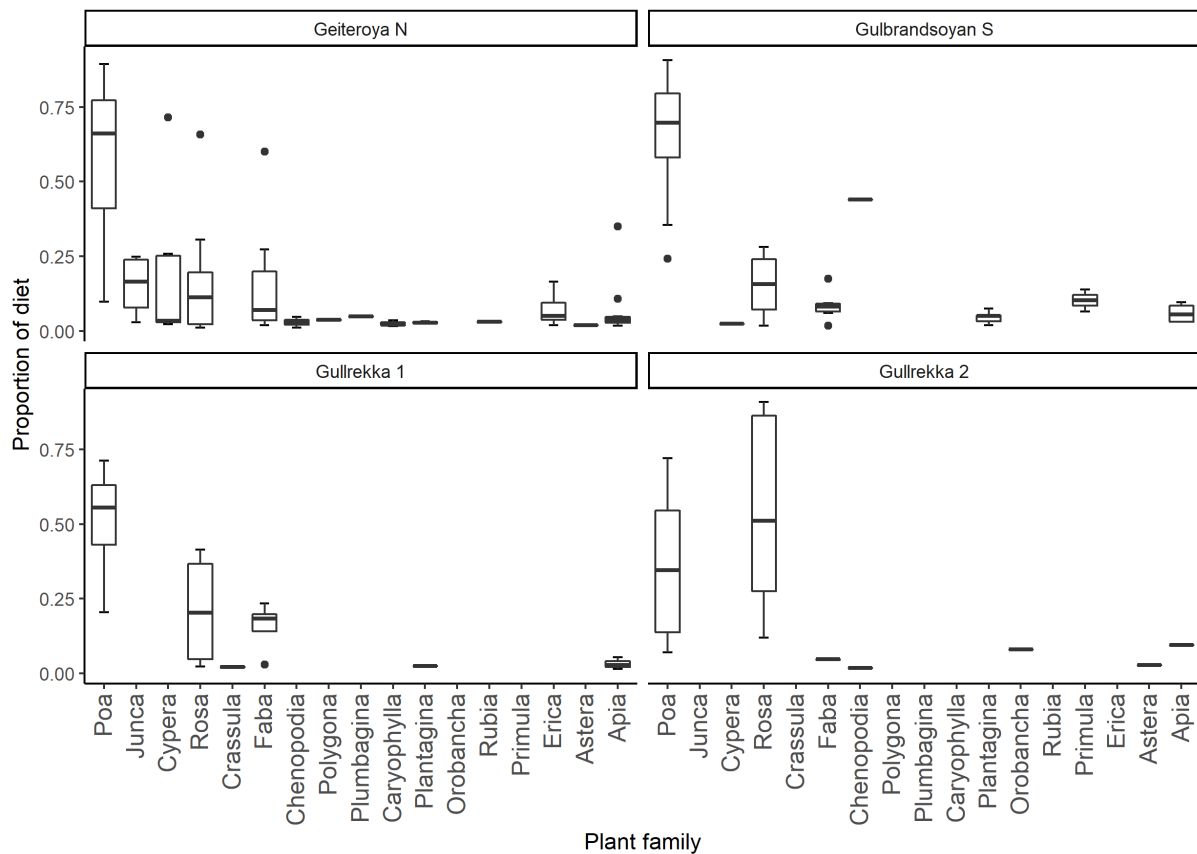 Geiteroya N
Gulbrandsoyan S
0.75
0.50
0.25
0.00
Gullrekka 1
Gullrekka 2
0.75
0.50
0.25
0.00
Proportion of diet
Poa
Junca
Cypera
Rosa
Crassula
Faba
Chenopodia
Polygona
Plumbagina
Caryophylla
Plantagina
Orobancha
Rubia
Primula
Erica
Astera
Apia
Poa
Junca
Cypera
Rosa
Crassula
Faba
Chenopodia
Polygona
Plumbagina
Caryophylla
Plantagina
Orobancha
Rubia
Primula
Erica
Astera
Apia
Plant family